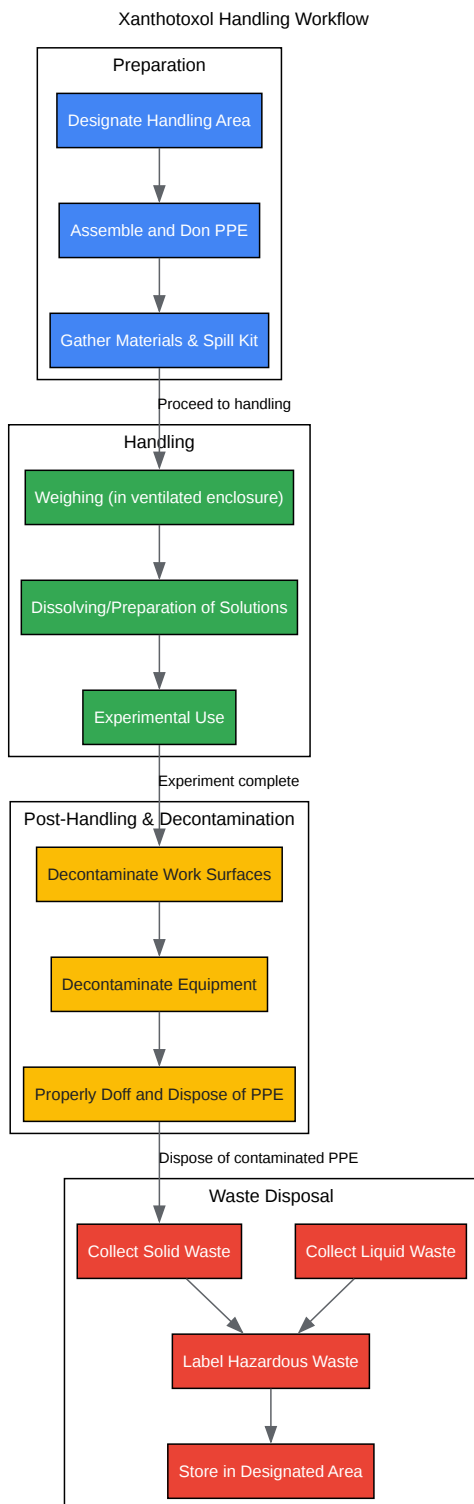 Xanthotoxol Handling Workflow
Preparation
Designate Handling Area
Assemble and Don PPE
Gather Materials & Spill Kit
Proceed to handling
Handling
Weighing (in ventilated enclosure)
Dissolving/Preparation of Solutions
Experimental Use
Experiment complete
Post-Handling & Decontamination
Decontaminate Work Surfaces
Decontaminate Equipment
Properly Doff and Dispose of PPE
Dispose of contaminated PPE
Waste Disposal
Collect Solid Waste
Collect Liquid Waste
Label Hazardous Waste
Store in Designated Area